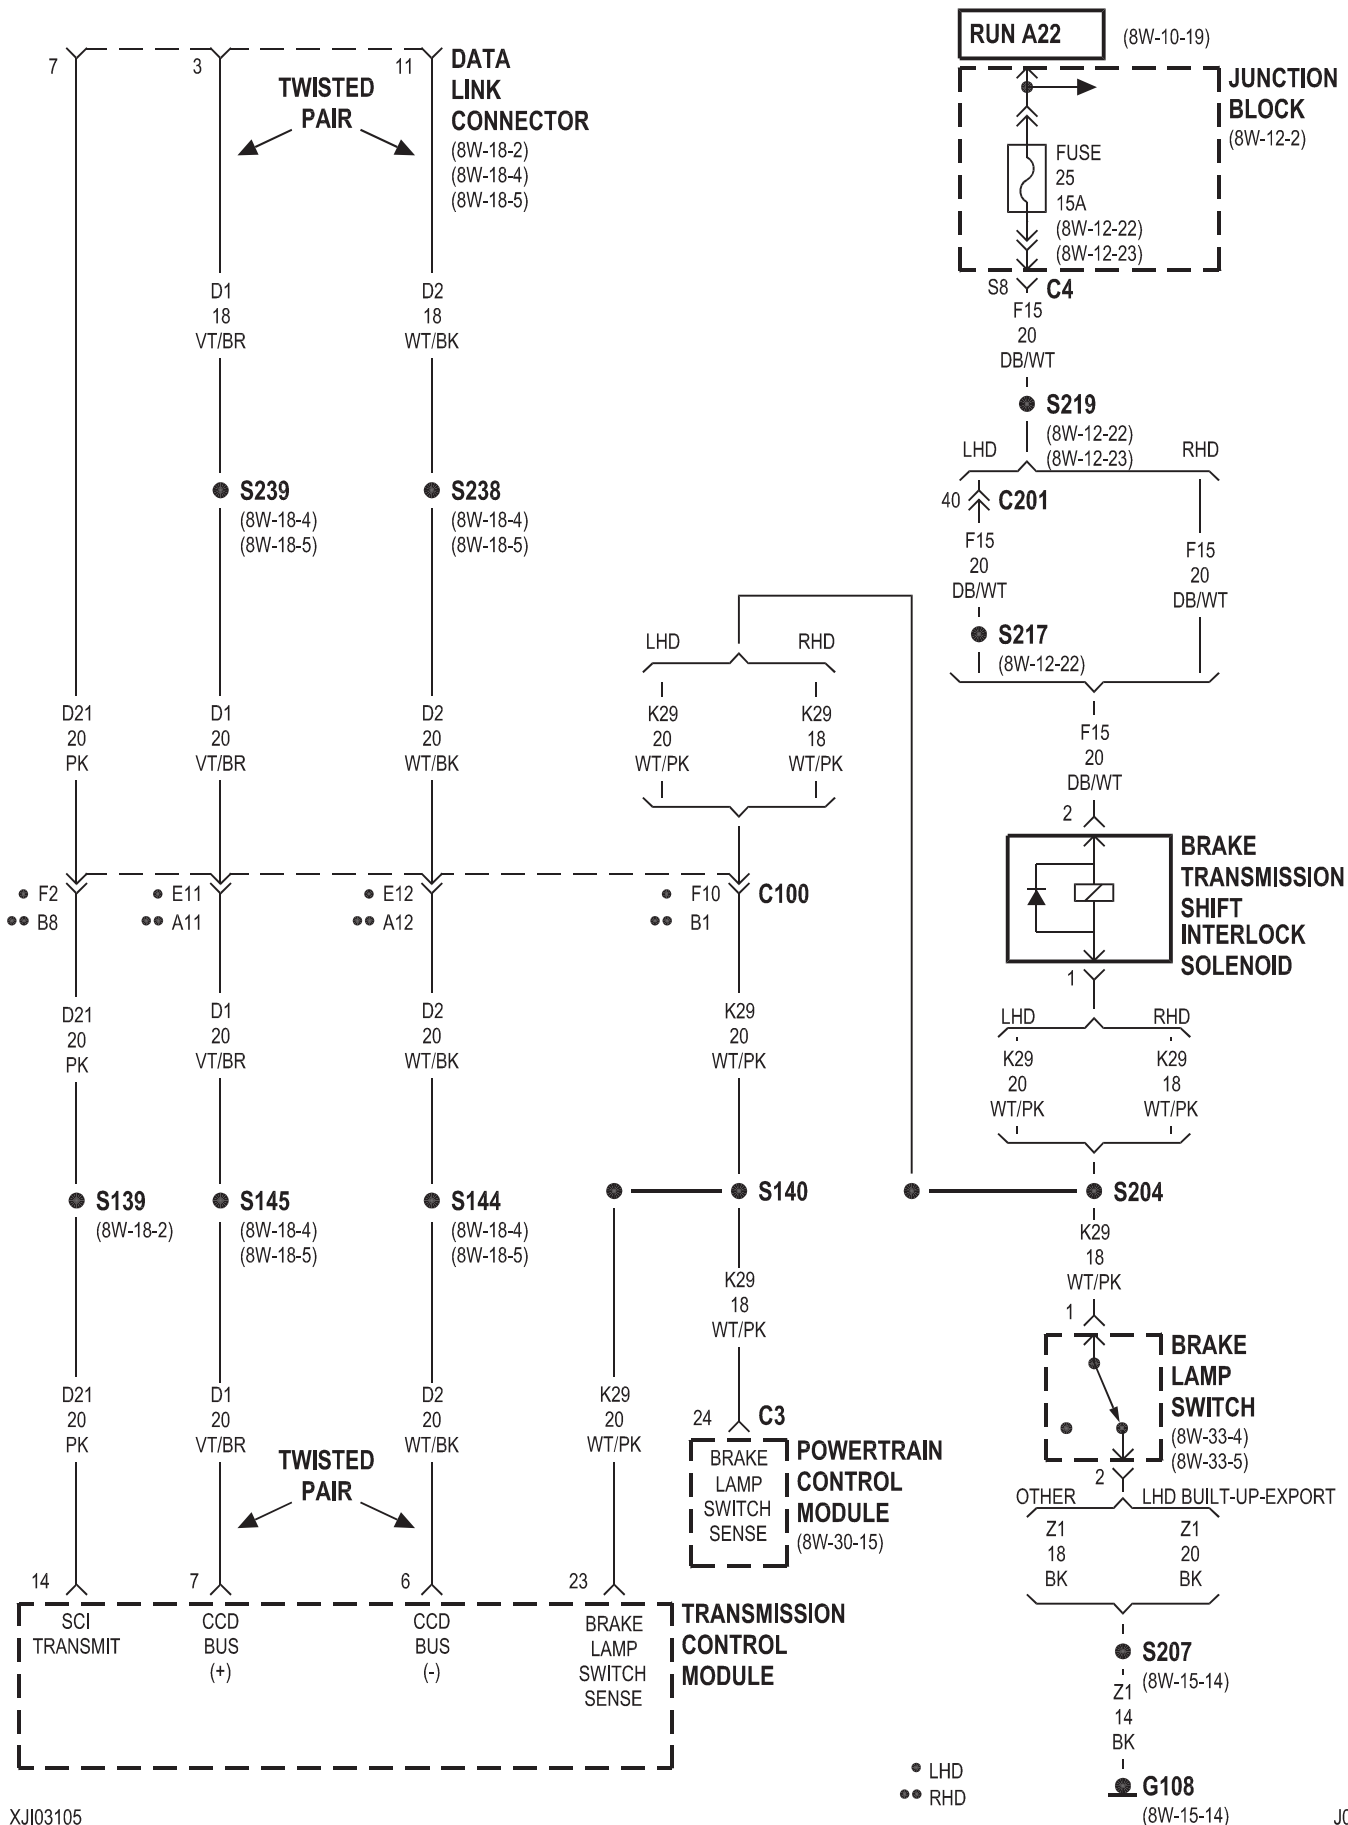 RUN A22
(8W-10-19)
7
3
11
DATA
LINK
CONNECTOR
(8W-18-2)
(8W-18-4)
(8W-18-5)
TWISTED
PAIR
JUNCTION
BLOCK
(8W-12-2)
FUSE
25
15A
(8W-12-22)
(8W-12-23)
S8
C4
F15
20
DB/WT
D1
18
VT/BR
D2
18
WT/BK
S219
(8W-12-22)
(8W-12-23)
LHD
RHD
40
C201
F15
20
DB/WT
F15
20
DB/WT
S239
(8W-18-4)
(8W-18-5)
S238
(8W-18-4)
(8W-18-5)
S217
(8W-12-22)
LHD
RHD
D21
20
PK
D1
20
VT/BR
D2
20
WT/BK
K29
20
WT/PK
K29
18
WT/PK
F15
20
DB/WT
2
BRAKE
TRANSMISSION
SHIFT
INTERLOCK
SOLENOID
1
• F2
•• B8
• E11
•• A11
• E12
•• A12
• F10
•• B1
C100
D21
20
PK
D1
20
VT/BR
D2
20
WT/BK
K29
20
WT/PK
LHD
RHD
K29
20
WT/PK
K29
18
WT/PK
S139
(8W-18-2)
S145
(8W-18-4)
(8W-18-5)
S144
(8W-18-4)
(8W-18-5)
S140
S204
K29
18
WT/PK
K29
18
WT/PK
1
BRAKE
LAMP
SWITCH
(8W-33-4)
(8W-33-5)
2
D21
20
PK
D1
20
VT/BR
D2
20
WT/BK
K29
20
WT/PK
24
C3
BRAKE
LAMP
SWITCH
SENSE
POWERTRAIN
CONTROL
MODULE
(8W-30-15)
TWISTED
PAIR
OTHER
LHD BUILT-UP-EXPORT
Z1
18
BK
Z1
20
BK
14
7
6
23
SCI
TRANSMIT
CCD
BUS
(+)
CCD
BUS
(-)
BRAKE
LAMP
SWITCH
SENSE
TRANSMISSION
CONTROL
MODULE
S207
(8W-15-14)
Z1
14
BK
• LHD
•• RHD
G108
(8W-15-14)
XJI03105